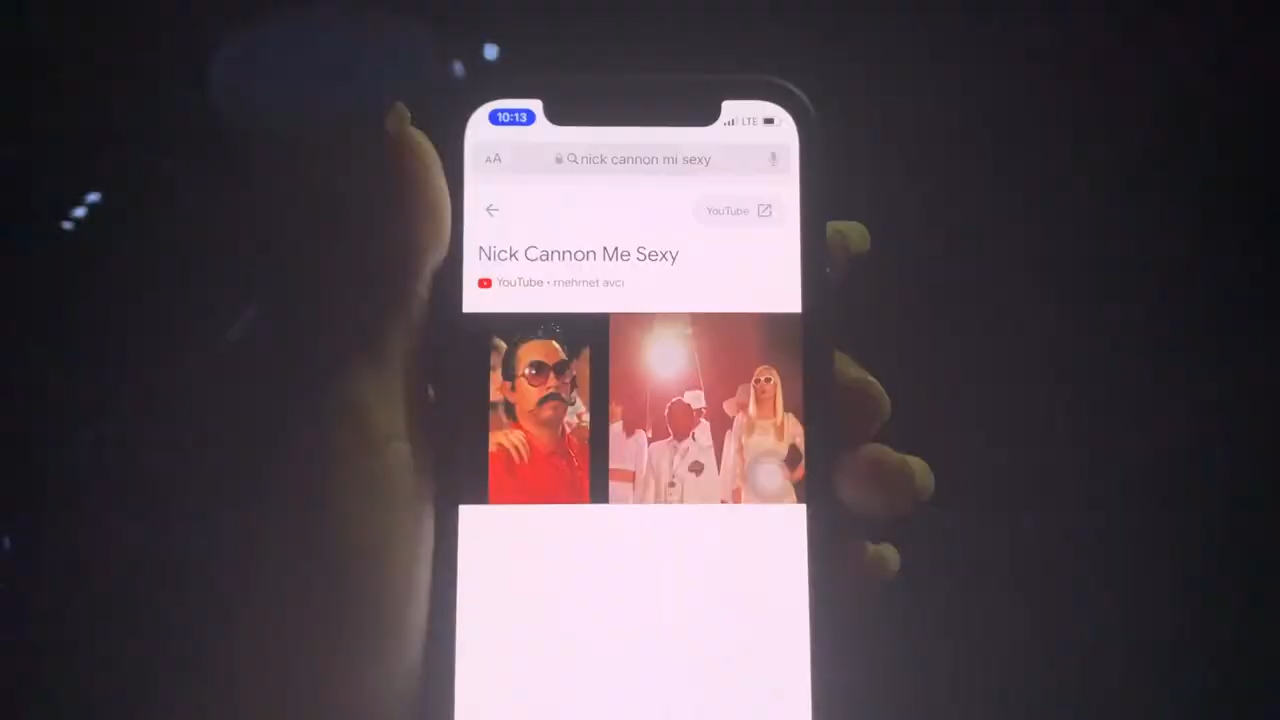 10:13
LTE
AA
nick cannon mi sexy
YouTube
Nick Cannon Me Sexy
YouTube • mehmet avcı